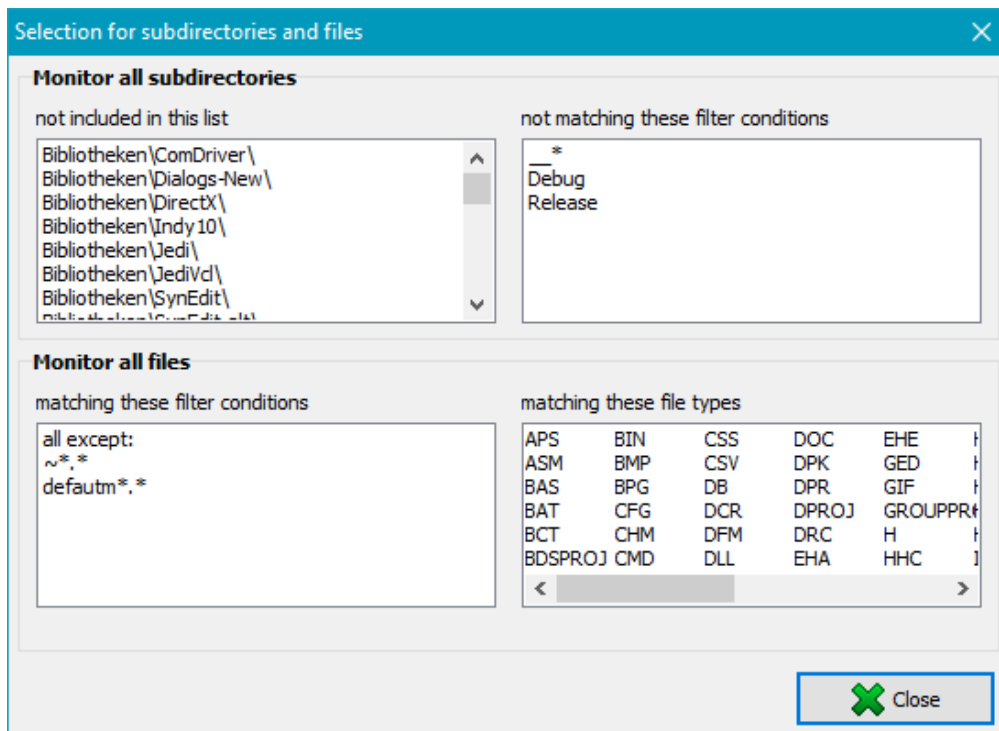 Selection for subdirectories and files
Monitor all subdirectories
not included in this list
Bibliotheken\ComDriver\
Bibliotheken\Dialogs-New\
Bibliotheken\DirectX\
Bibliotheken\Indy10\
Bibliotheken\Jedi\
Bibliotheken\JediVcl\
Bibliotheken\SynEdit\
not matching these filter conditions
__*
Debug
Release
Monitor all files
matching these filter conditions
all except:
~*.*
defautm*.*
matching these file types
APS BIN CSS DOC EHE
ASM BMP CSV DPK GED
BAS BPG DB DPR GIF
BAT CFG DCR DPROJ
BCT CHM DFM DRC H
BDSPROJ CMD DLL EHA HHC
Close